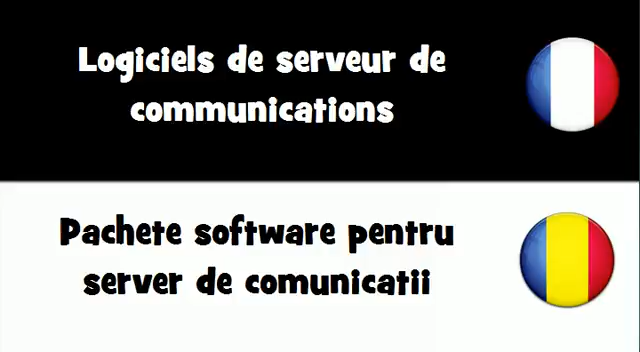 Logiciels de serveur de
communications
Pachete software pentru
server de comunicatii